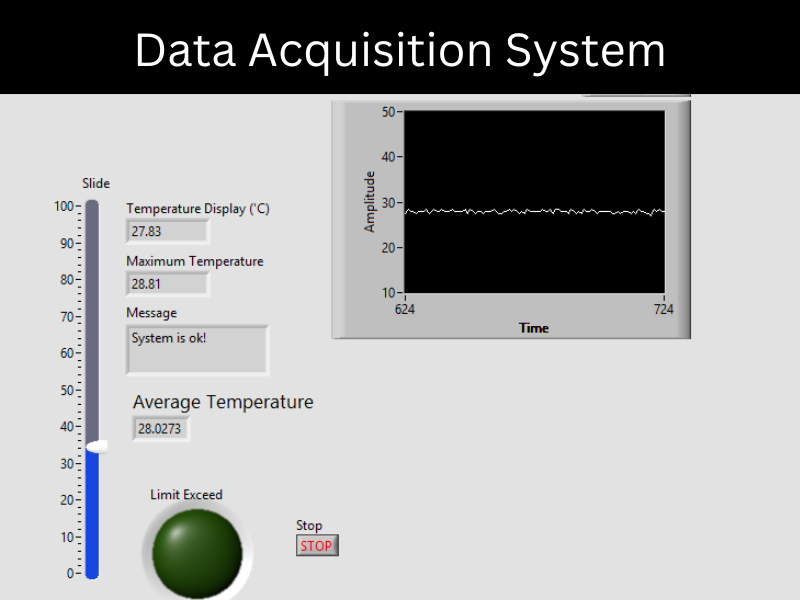 Data Acquisition System
Slide
100
90
80
70
60
50
40
30
20
10
0
Temperature Display ('C)
27.83
Maximum Temperature
28.81
Message
System is ok!
Average Temperature
28.0273
Limit Exceed
Stop
STOP
Amplitude
50
40
30
20
10
624
724
Time